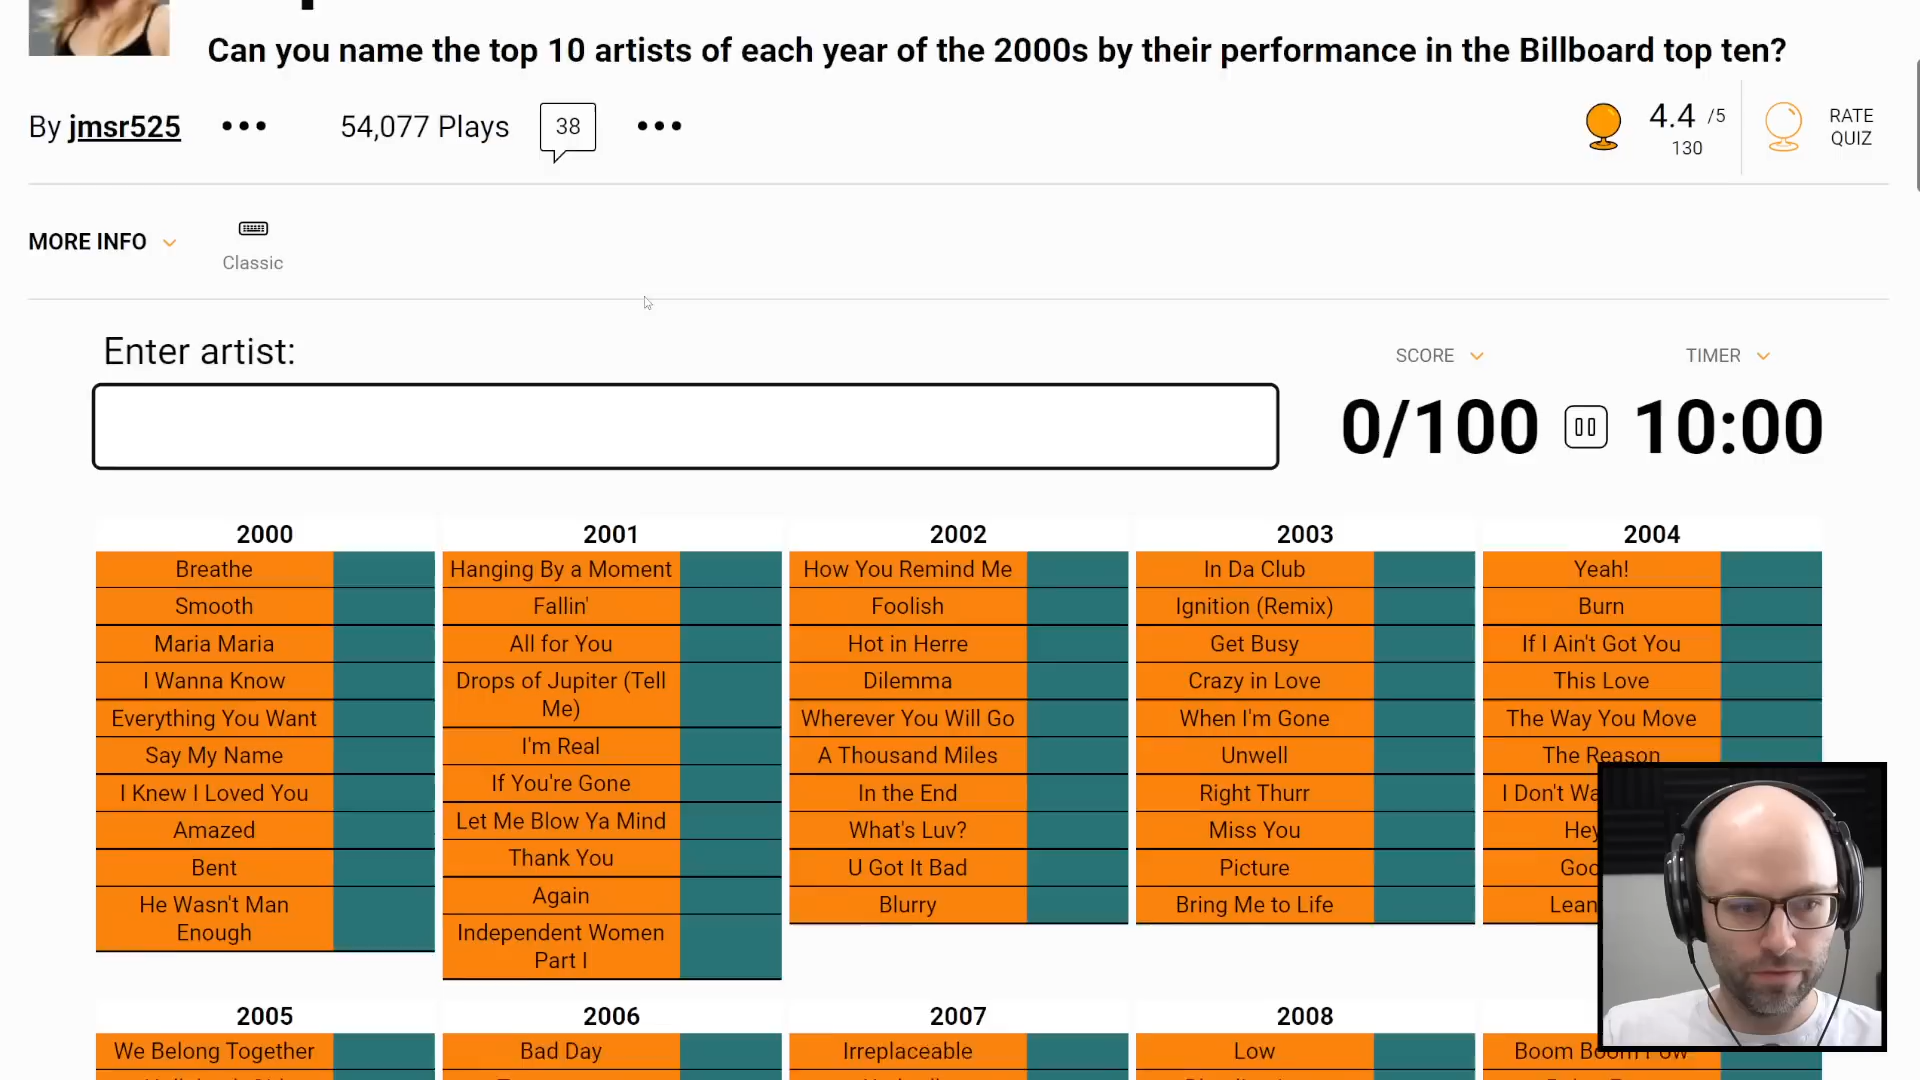 Can you name the top 10 artists of each year of the 2000s by their performance in the Billboard top ten?
By jmsr525
54,077 Plays
38
4.4 /5
130
RATE
QUIZ
MORE INFO
Classic
Enter artist:
SCORE
TIMER
0/100
10:00
2000
Breathe
Smooth
Maria Maria
I Wanna Know
Everything You Want
Say My Name
I Knew I Loved You
Amazed
Bent
He Wasn't Man
Enough
2001
Hanging By a Moment
Fallin'
All for You
Drops of Jupiter (Tell
Me)
I'm Real
If You're Gone
Let Me Blow Ya Mind
Thank You
Again
Independent Women
Part I
2002
How You Remind Me
Foolish
Hot in Herre
Dilemma
Wherever You Will Go
A Thousand Miles
In the End
What's Luv?
U Got It Bad
Blurry
2003
In Da Club
Ignition (Remix)
Get Busy
Crazy in Love
When I'm Gone
Unwell
Right Thurr
Miss You
Picture
Bring Me to Life
2004
Yeah!
Burn
If I Ain't Got You
This Love
The Way You Move
The Reason
I Don't
Lean
2005
We Belong Together
2006
Bad Day
2007
Irreplaceable
2008
Low
Boom Boom Pow